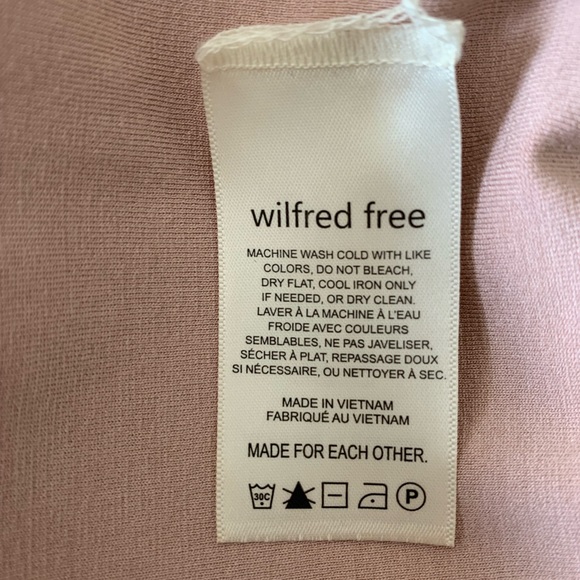 wilfred free
MACHINE WASH COLD WITH LIKE
COLORS, DO NOT BLEACH,
DRY FLAT, COOL IRON ONLY
IF NEEDED, OR DRY CLEAN.
LAVER À LA MACHINE À L'EAU
FROIDE AVEC COULEURS
SEMBLABLES, NE PAS JAVELISER,
SÉCHER À PLAT, REPASSAGE DOUX
SI NÉCESSAIRE, OU NETTOYER À SEC.
MADE IN VIETNAM
FABRIQUÉ AU VIETNAM
MADE FOR EACH OTHER.
30C P